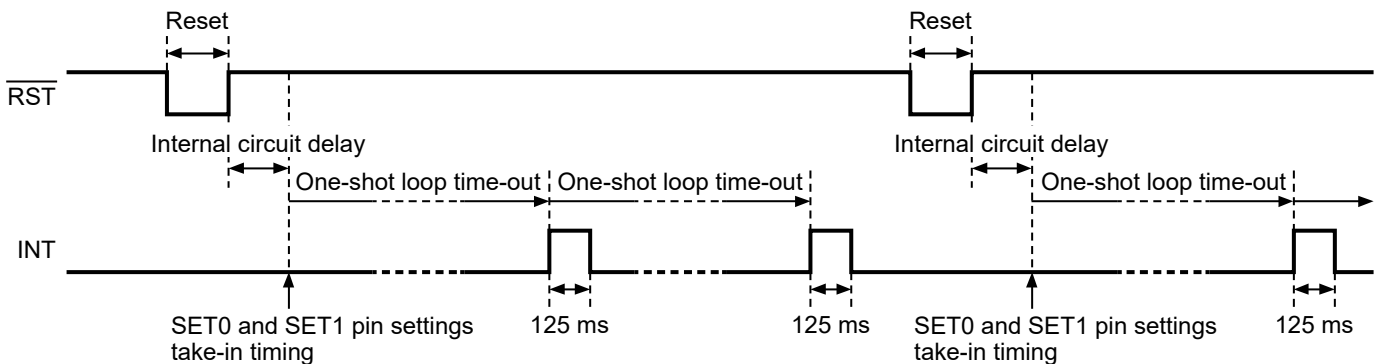 Reset Reset
RST
Internal circuit delay Internal circuit delay
One-shot loop time-out One-shot loop time-out One-shot loop time-out
INT
125 ms 125 ms 125 ms
SET0 and SET1 pin settings
take-in timing
SET0 and SET1 pin settings
take-in timing